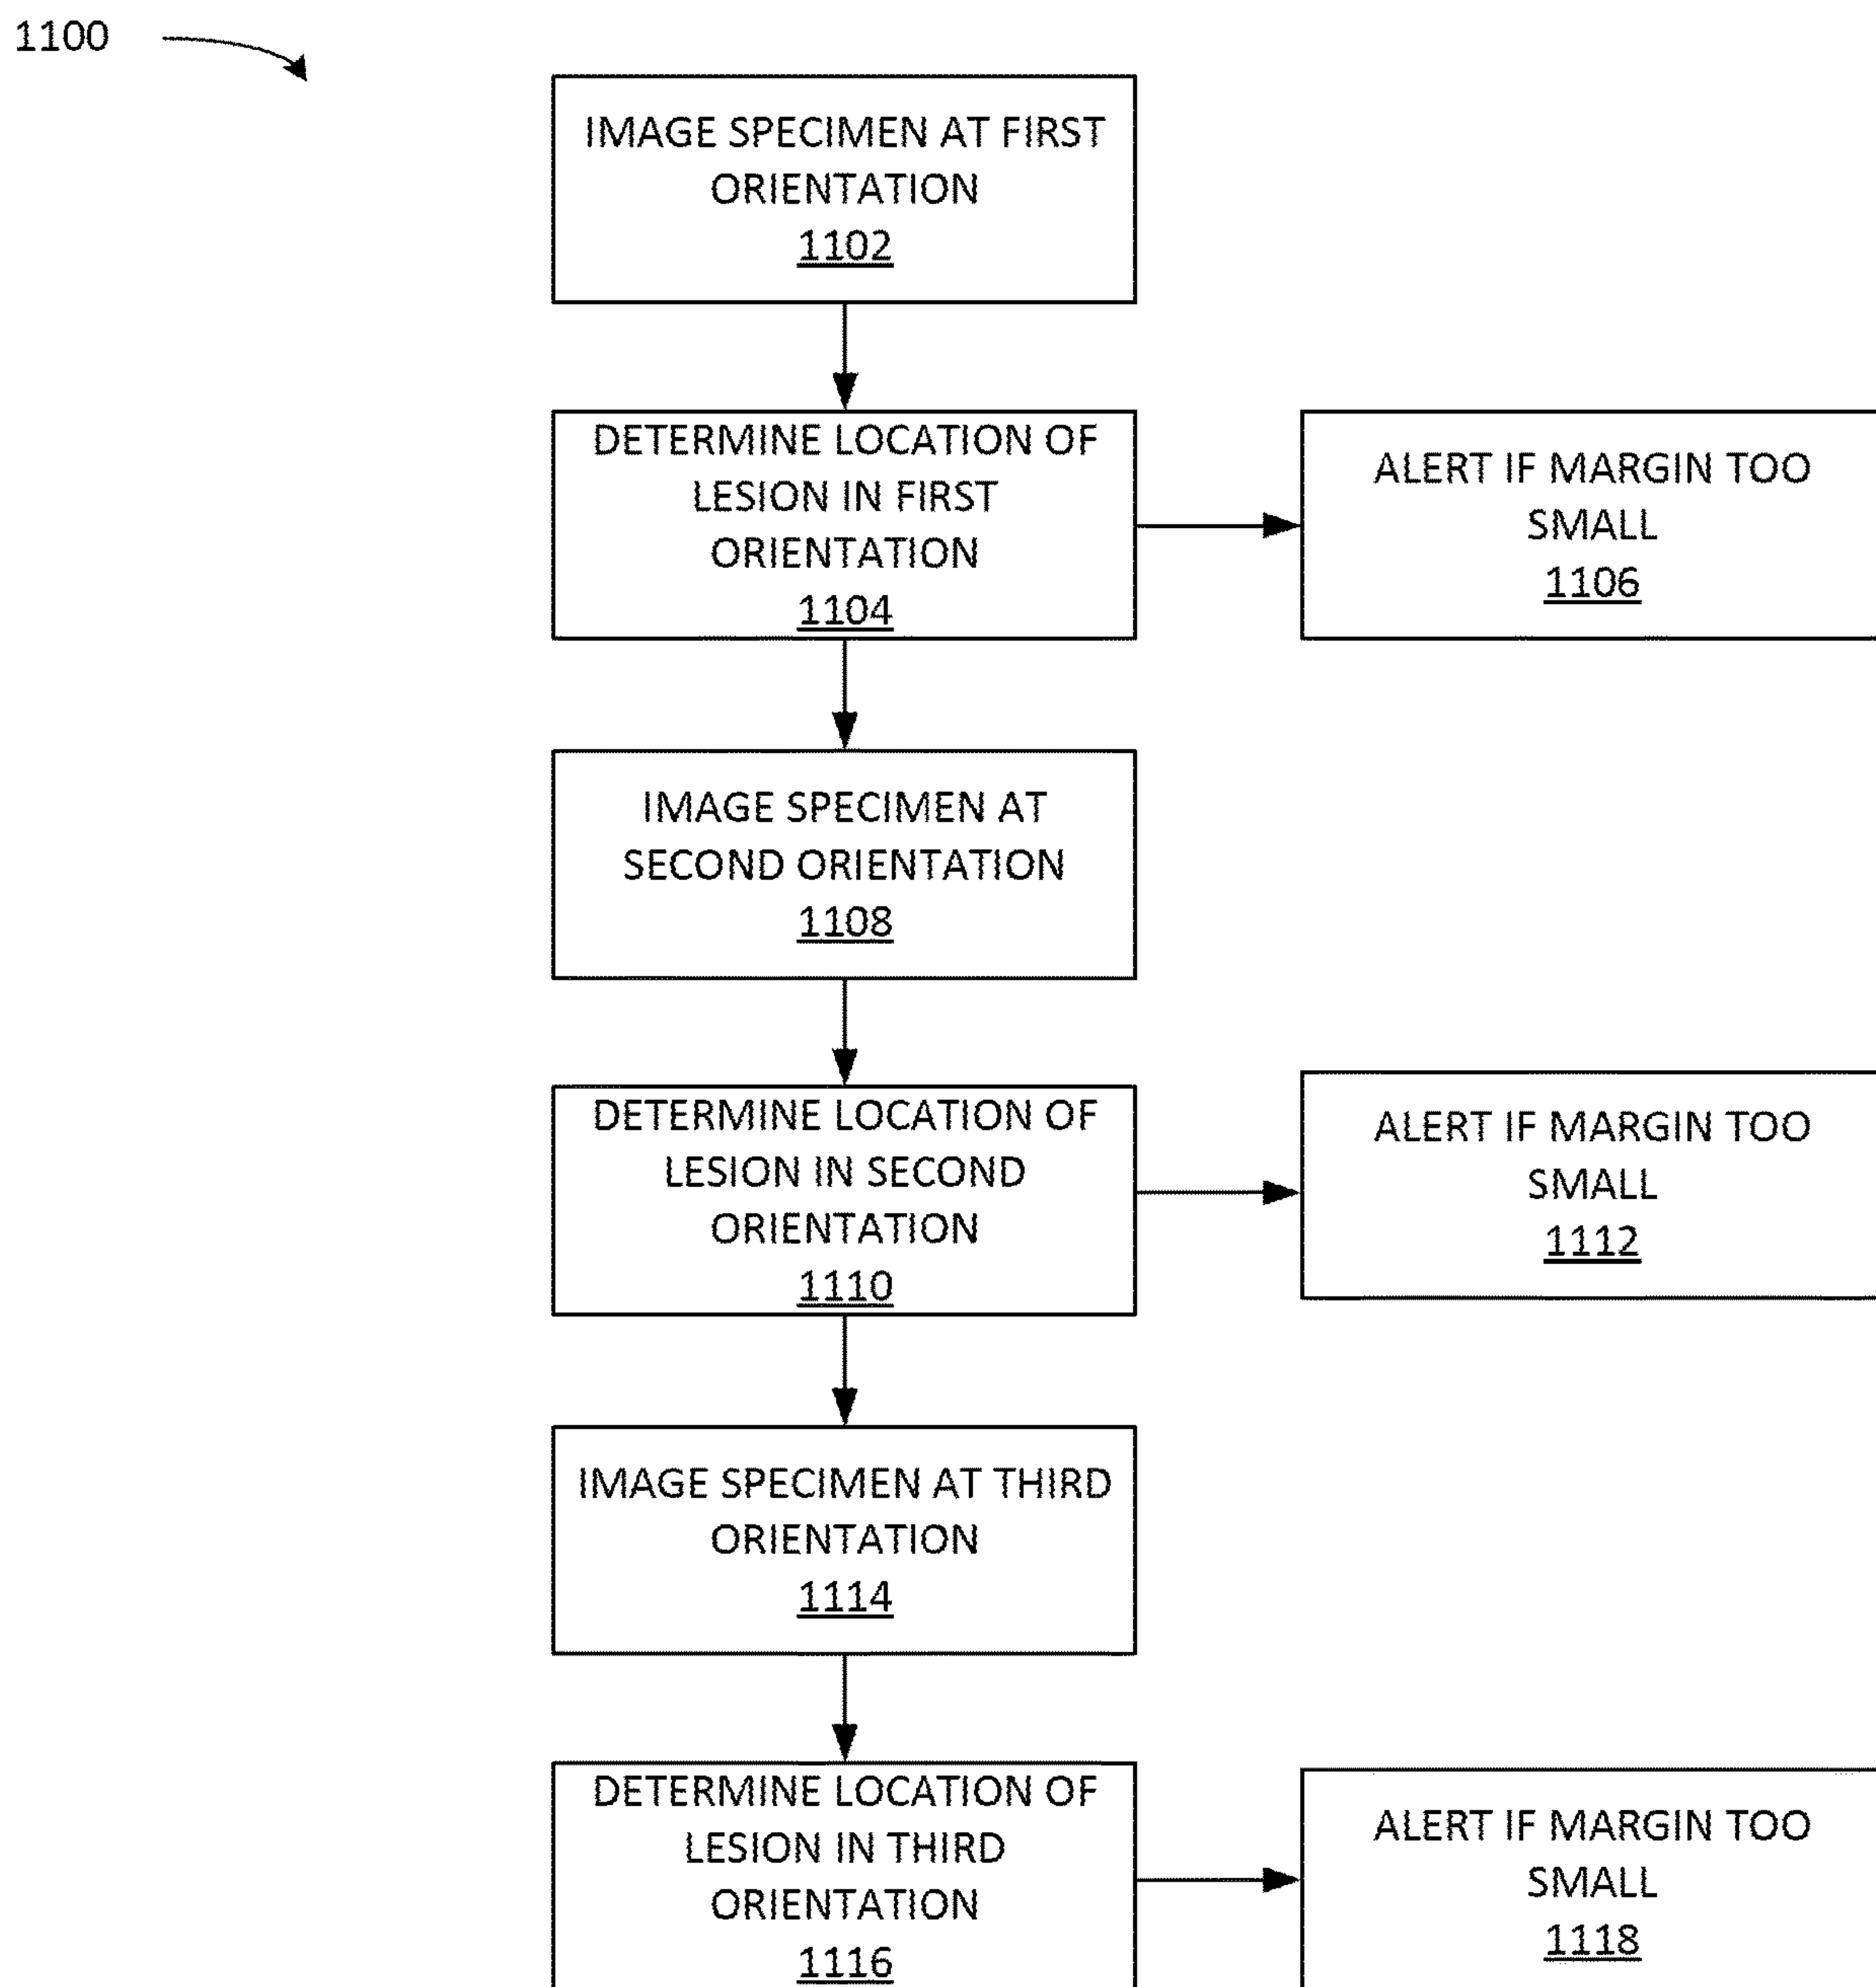 1100
IMAGE SPECIMEN AT FIRST
ORIENTATION
1102
DETERMINE LOCATION OF
LESION IN FIRST
ORIENTATION
1104
ALERT IF MARGIN TOO
SMALL
1106
IMAGE SPECIMEN AT
SECOND ORIENTATION
1108
DETERMINE LOCATION OF
LESION IN SECOND
ORIENTATION
1110
ALERT IF MARGIN TOO
SMALL
1112
IMAGE SPECIMEN AT THIRD
ORIENTATION
1114
DETERMINE LOCATION OF
LESION IN THIRD
ORIENTATION
1116
ALERT IF MARGIN TOO
SMALL
1118